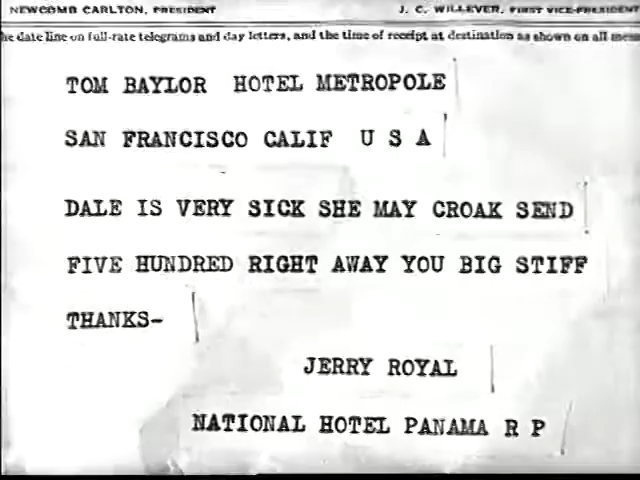 NEWCOMB CARLTON, PRESIDENT J. C. WILLEVER, FIRST VICE-PRESIDENT
he date line on full-rate telegrams and day letters, and the time of receipt at destination as shown on all
TOM BAYLOR HOTEL METROPOLE
SAN FRANCISCO CALIF U S A
DALE IS VERY SICK SHE MAY CROAK SEND
FIVE HUNDRED RIGHT AWAY YOU BIG STIFF
THANKS-
JERRY ROYAL
NATIONAL HOTEL PANAMA R P